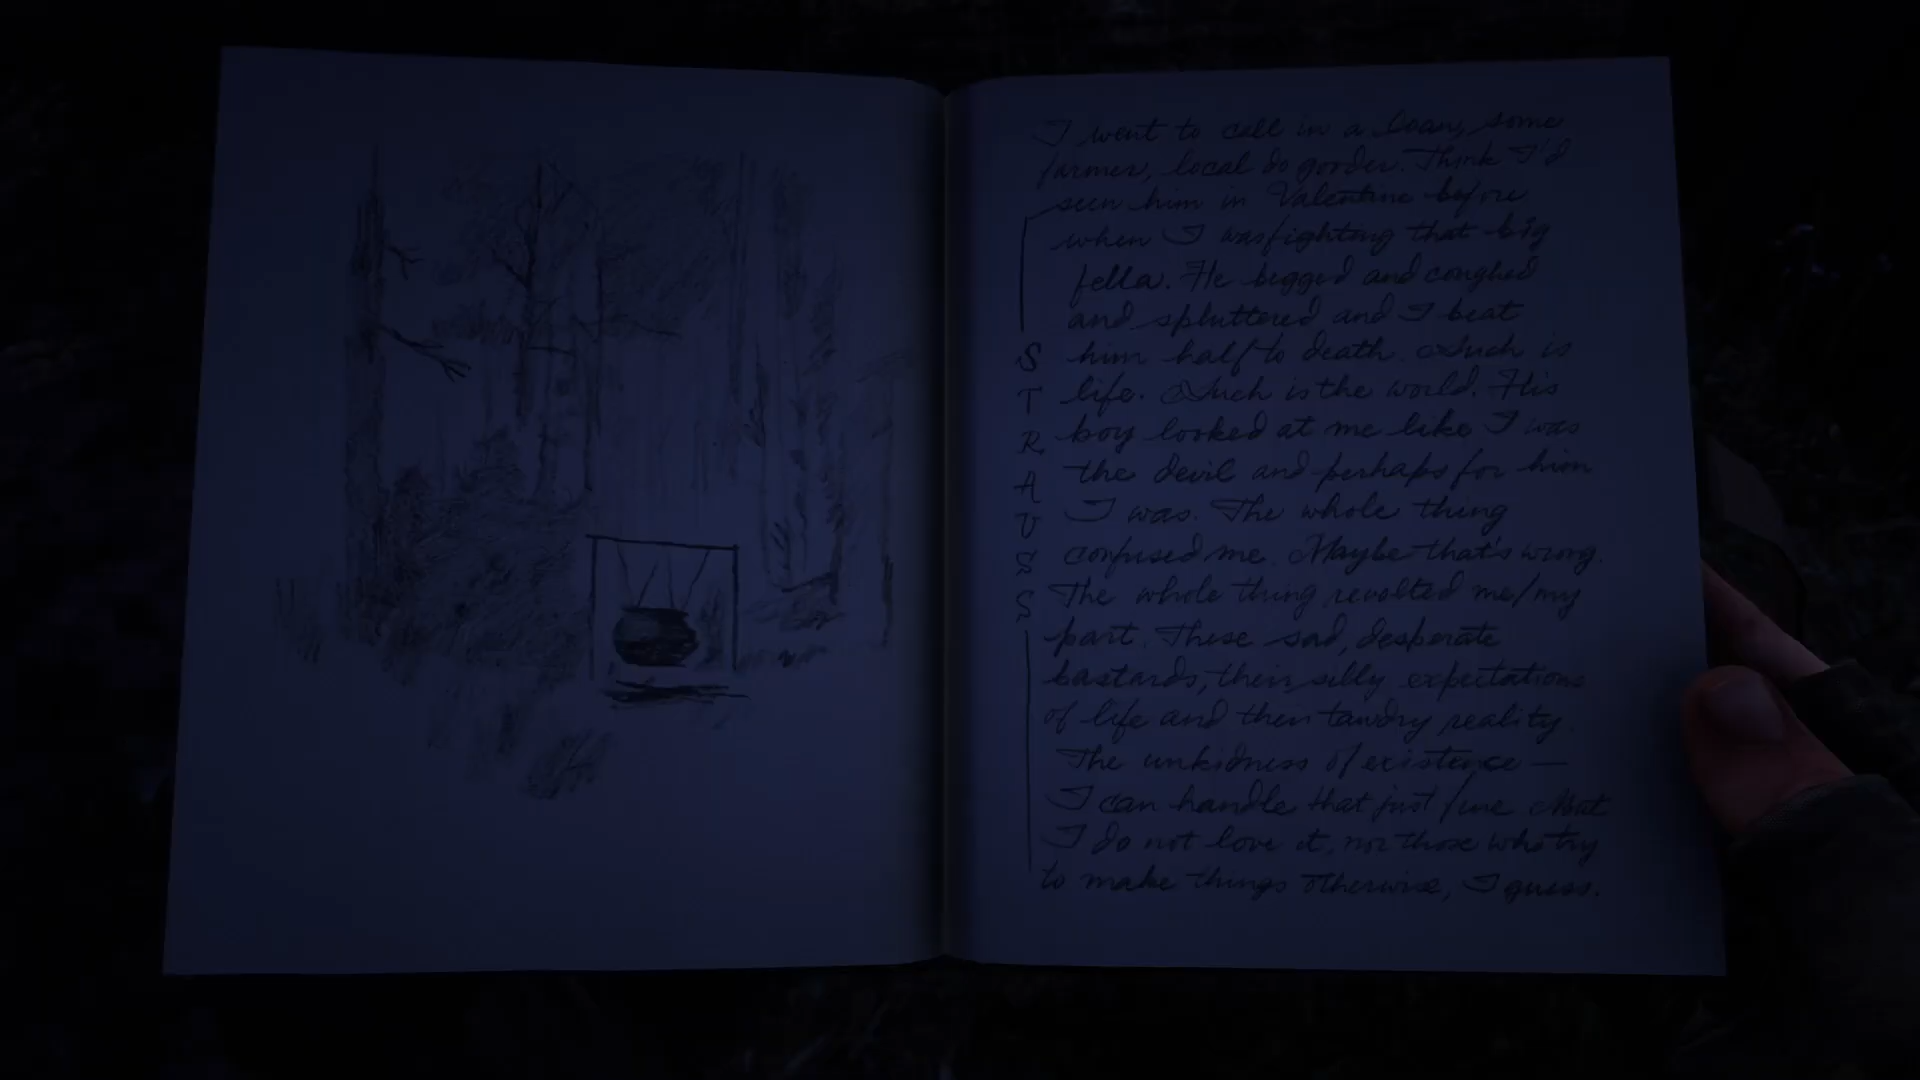 I went to call in a loan, some
farmer, local do gooder. Think I'd
seen him in Valentine before
when I was fighting that big
fella. He begged and coughed
and spluttered and I beat
him half to death. Such is
life. Such is the world. His
boy looked at me like I was
the devil and perhaps for him
I was. The whole thing
confused me. Maybe that's wrong.
The whole thing revolted me/my
part. These sad, desperate
bastards, their silly expectations
of life and then tawdry reality.
The unkidness of existence —
I can handle that just fine. But
I do not love it, nor those who try
to make things otherwise, I guess.
STRAUSS